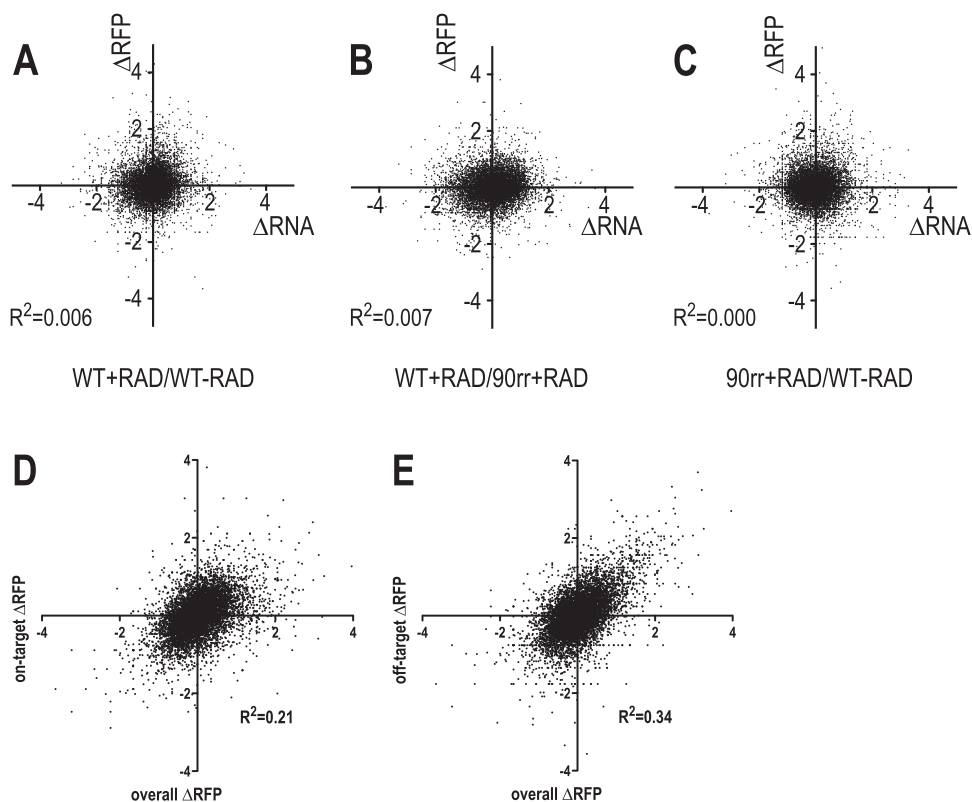 A
ΔRFP
4
2
-4
-2
2
4
-2
-4
ΔRNA
R²=0.006
WT+RAD/WT-RAD
B
ΔRFP
4
2
-4
-2
2
4
-2
-4
ΔRNA
R²=0.007
WT+RAD/90rr+RAD
C
ΔRFP
4
2
-4
-2
2
4
-2
-4
ΔRNA
R²=0.000
90rr+RAD/WT-RAD
D
on-target ΔRFP
4
2
-4
-2
2
4
-2
-4
R²=0.21
overall ΔRFP
E
off-target ΔRFP
4
2
-4
-2
2
4
-2
-4
R²=0.34
overall ΔRFP